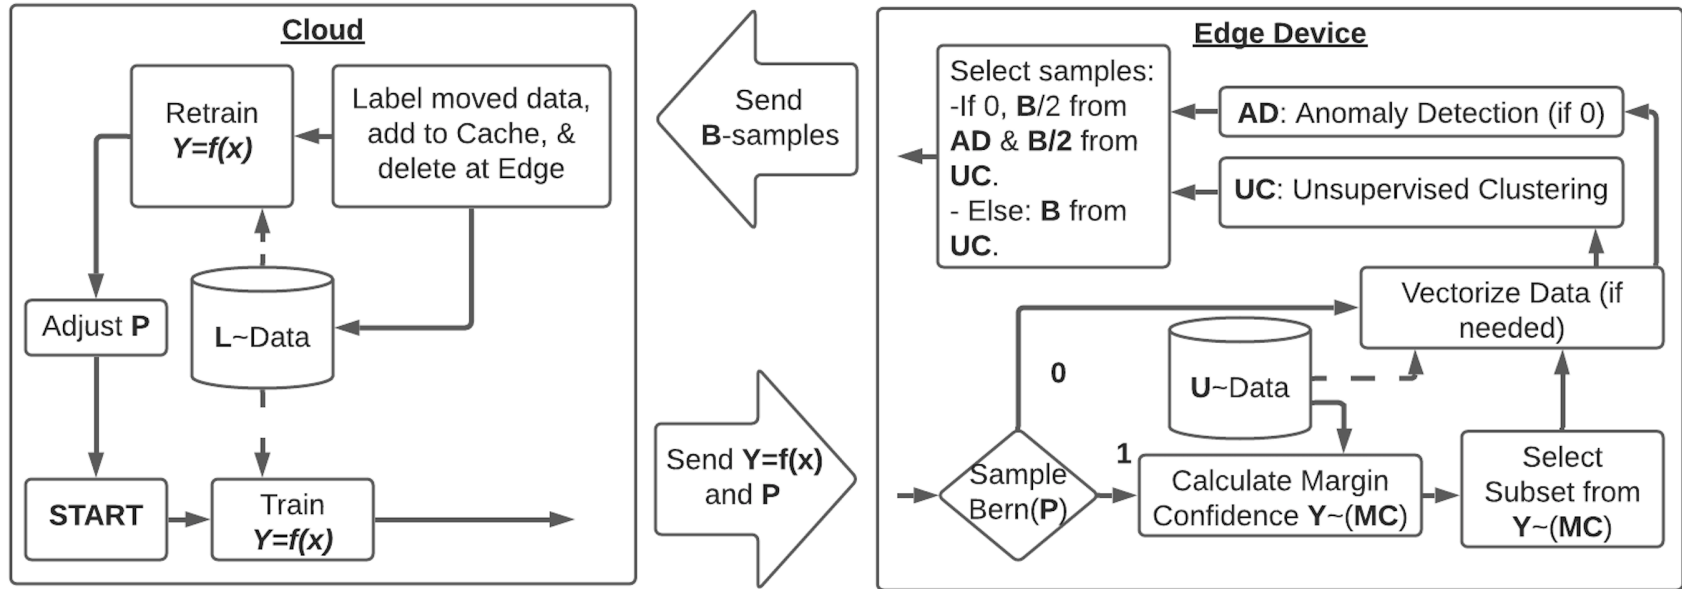 Cloud
Retrain
Y=f(x)
Label moved data,
add to Cache, &
delete at Edge
Adjust P
L~Data
START
Train
Y=f(x)
Send
B-samples
Send Y=f(x)
and P
Edge Device
Select samples:
-If 0, B/2 from
AD & B/2 from
UC.
- Else: B from
UC.
AD: Anomaly Detection (if 0)
UC: Unsupervised Clustering
Vectorize Data (if
needed)
U~Data
0
1
Sample
Bern(P)
Calculate Margin
Confidence Y~(MC)
Select
Subset from
Y~(MC)